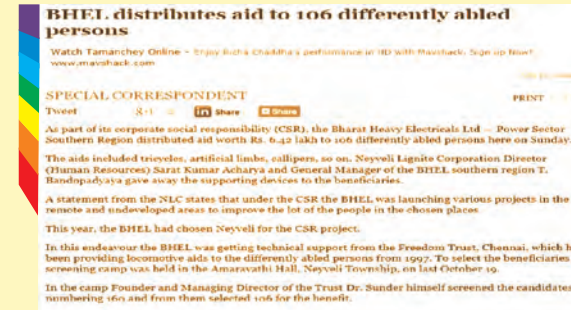 BHEL distributes aid to 106 differently abled
persons
Watch Tamanchey Online - Enjoy Richa Chaddha's performance in HD with Mavshack. Sign up Now!
www.mavshack.com
SPECIAL CORRESPONDENT
PRINT
Tweet
in Share
Share
As part of its corporate social responsibility (CSR), the Bharat Heavy Electricals Ltd – Power Sector
Southern Region distributed aid worth Rs. 6.42 lakh to 106 differently abled persons here on Sunday.
The aids included tricycles, artificial limbs, callipers, so on. Neyveli Lignite Corporation Director
(Human Resources) Sarat Kumar Acharya and General Manager of the BHEL southern region T.
Bandopadyaya gave away the supporting devices to the beneficiaries.
A statement from the NLC states that under the CSR the BHEL was launching various projects in the
remote and undeveloped areas to improve the lot of the people in the chosen places.
This year, the BHEL had chosen Neyveli for the CSR project.
In this endeavour the BHEL was getting technical support from the Freedom Trust, Chennai, which h
been providing locomotive aids to the differently abled persons from 1997. To select the beneficiaries
screening camp was held in the Amaravathi Hall, Neyveli Township, on last October 19.
In the camp Founder and Managing Director of the Trust Dr. Sunder himself screened the candidates
numbering 160 and from them selected 106 for the benefit.